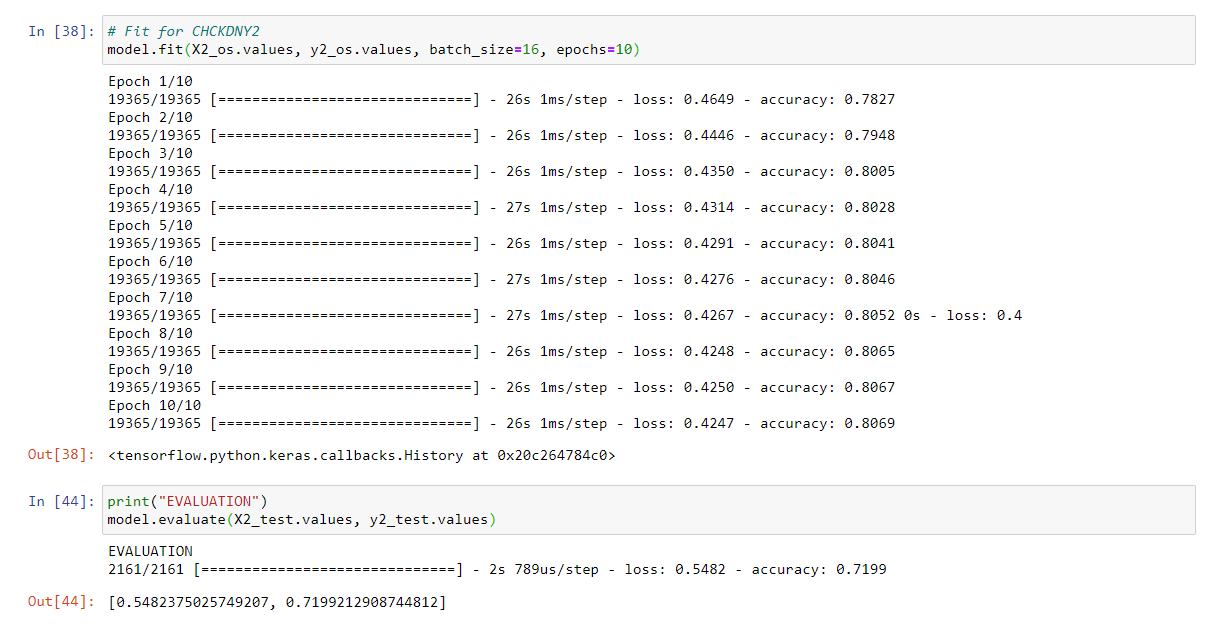 In [38]: # Fit for CHCKDNY2
model.fit(X2_os.values, y2_os.values, batch_size=16, epochs=10)
Epoch 1/10
19365/19365 [==============================] - 26s 1ms/step - loss: 0.4649 - accuracy: 0.7827
Epoch 2/10
19365/19365 [==============================] - 26s 1ms/step - loss: 0.4446 - accuracy: 0.7948
Epoch 3/10
19365/19365 [==============================] - 26s 1ms/step - loss: 0.4350 - accuracy: 0.8005
Epoch 4/10
19365/19365 [==============================] - 27s 1ms/step - loss: 0.4314 - accuracy: 0.8028
Epoch 5/10
19365/19365 [==============================] - 26s 1ms/step - loss: 0.4291 - accuracy: 0.8041
Epoch 6/10
19365/19365 [==============================] - 27s 1ms/step - loss: 0.4276 - accuracy: 0.8046
Epoch 7/10
19365/19365 [==============================] - 27s 1ms/step - loss: 0.4267 - accuracy: 0.8052 0s - loss: 0.4
Epoch 8/10
19365/19365 [==============================] - 26s 1ms/step - loss: 0.4248 - accuracy: 0.8065
Epoch 9/10
19365/19365 [==============================] - 26s 1ms/step - loss: 0.4250 - accuracy: 0.8067
Epoch 10/10
19365/19365 [==============================] - 26s 1ms/step - loss: 0.4247 - accuracy: 0.8069
Out[38]: <tensorflow.python.keras.callbacks.History at 0x20c264784c0>
In [44]: print("EVALUATION")
model.evaluate(X2_test.values, y2_test.values)
EVALUATION
2161/2161 [==============================] - 2s 789us/step - loss: 0.5482 - accuracy: 0.7199
Out[44]: [0.5482375025749207, 0.7199212908744812]